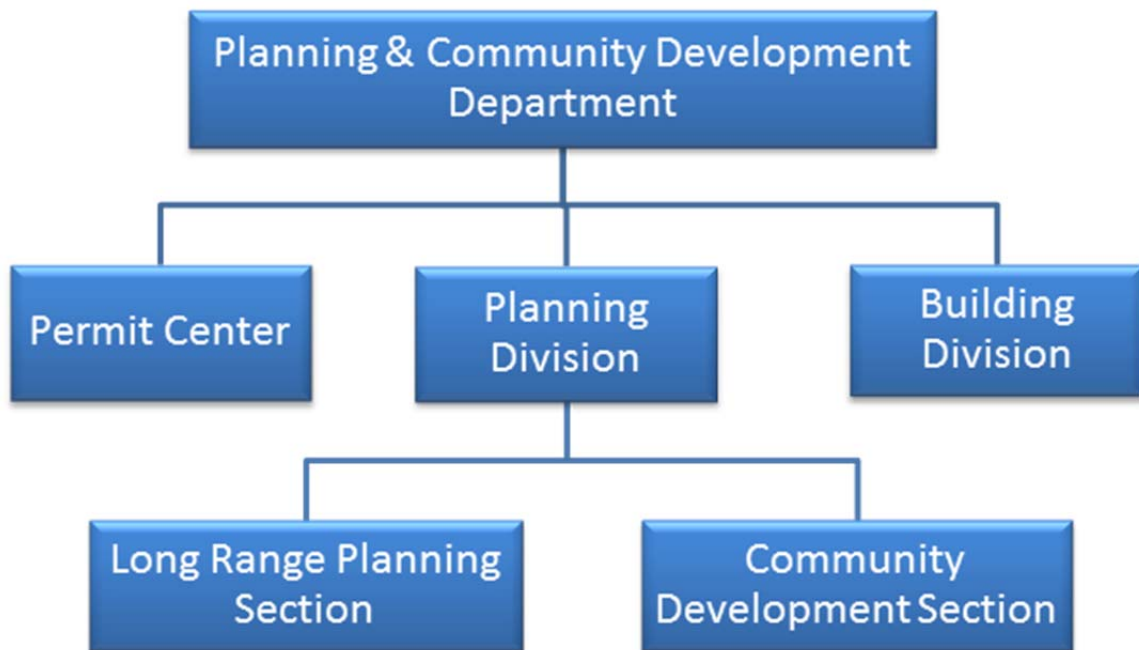 Planning & Community Development
Department
Permit Center
Planning
Division
Building
Division
Long Range Planning
Section
Community
Development Section